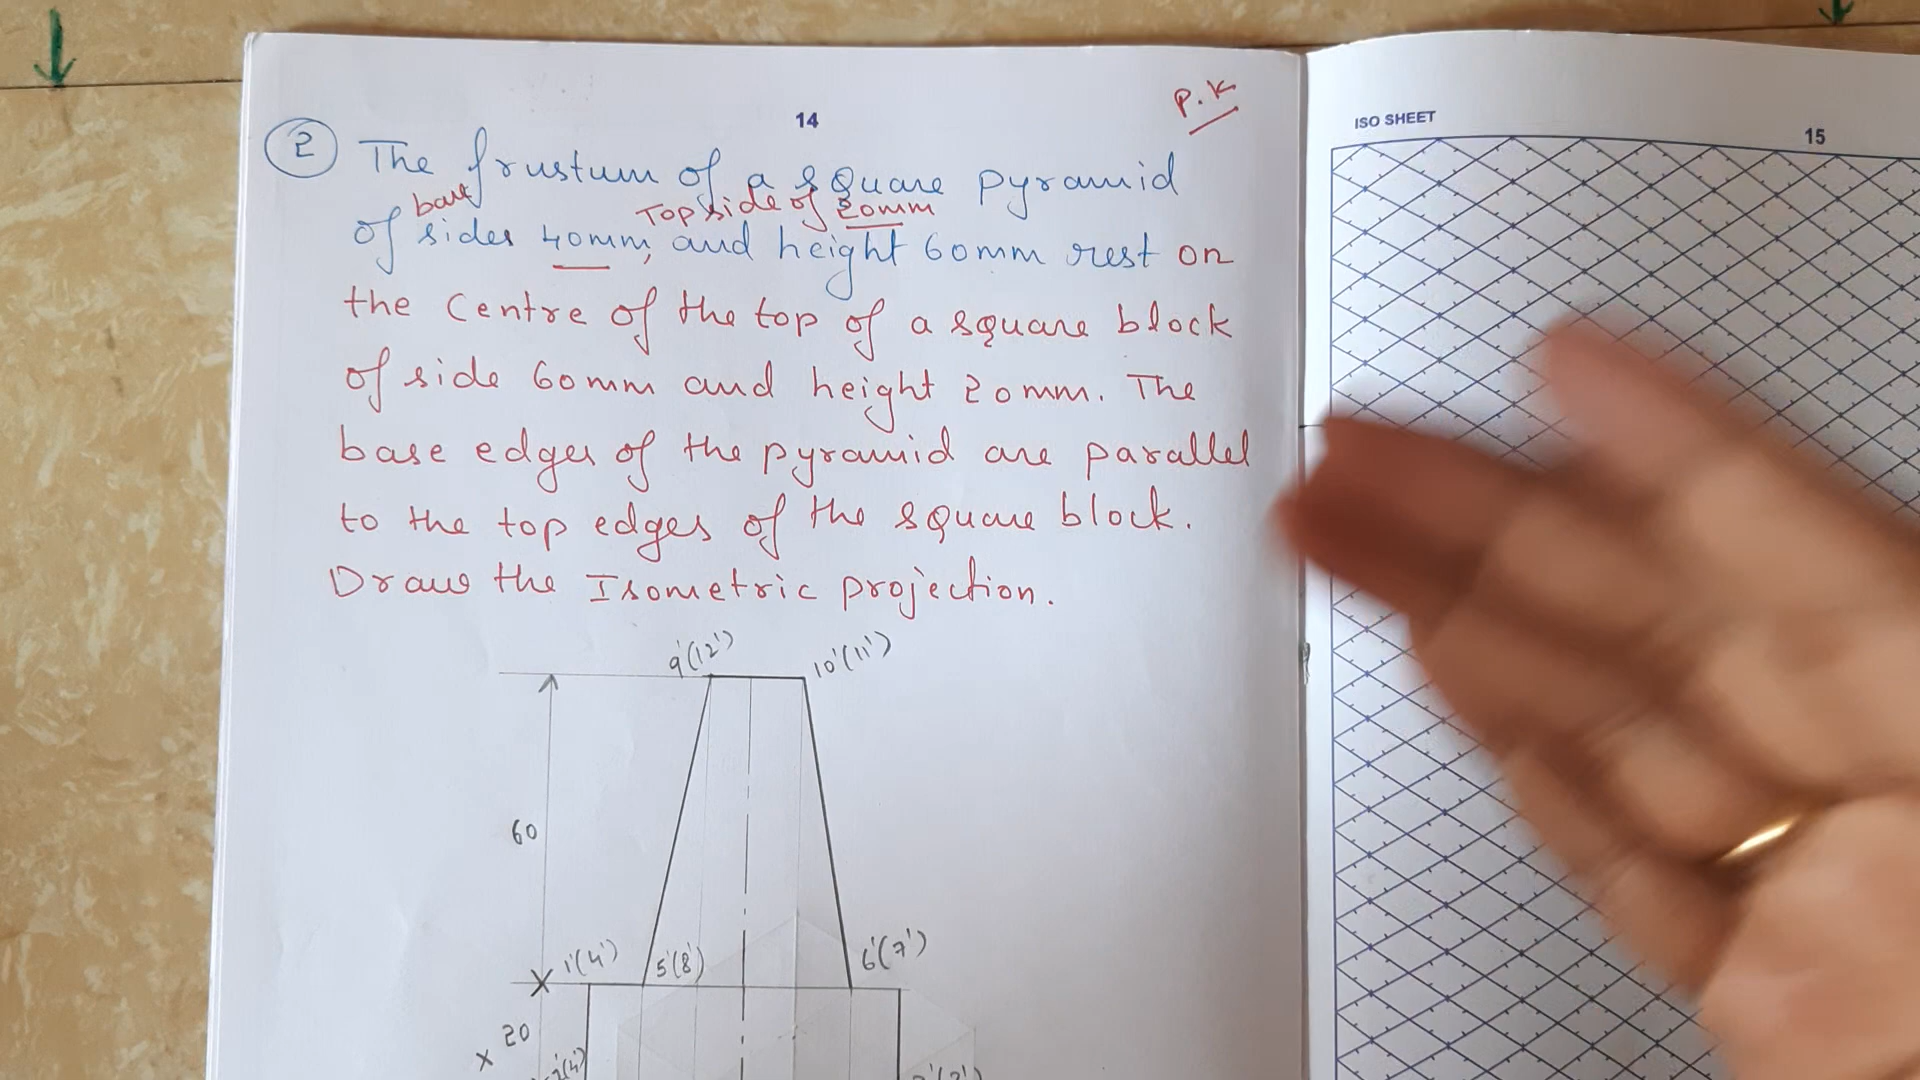 P.K
14
2 The frustum of a square pyramid
base Top side of 20mm
of sides 40mm, and height 60mm rest on
the Centre of the top of a square block
of side 60mm and height 20mm. The
base edges of the pyramid are parallel
to the top edges of the square block.
Draw the Isometric projection.
9'(12') 10'(11')
60
1'(4') 5'(8') 6'(7')
x 20
ISO SHEET
15